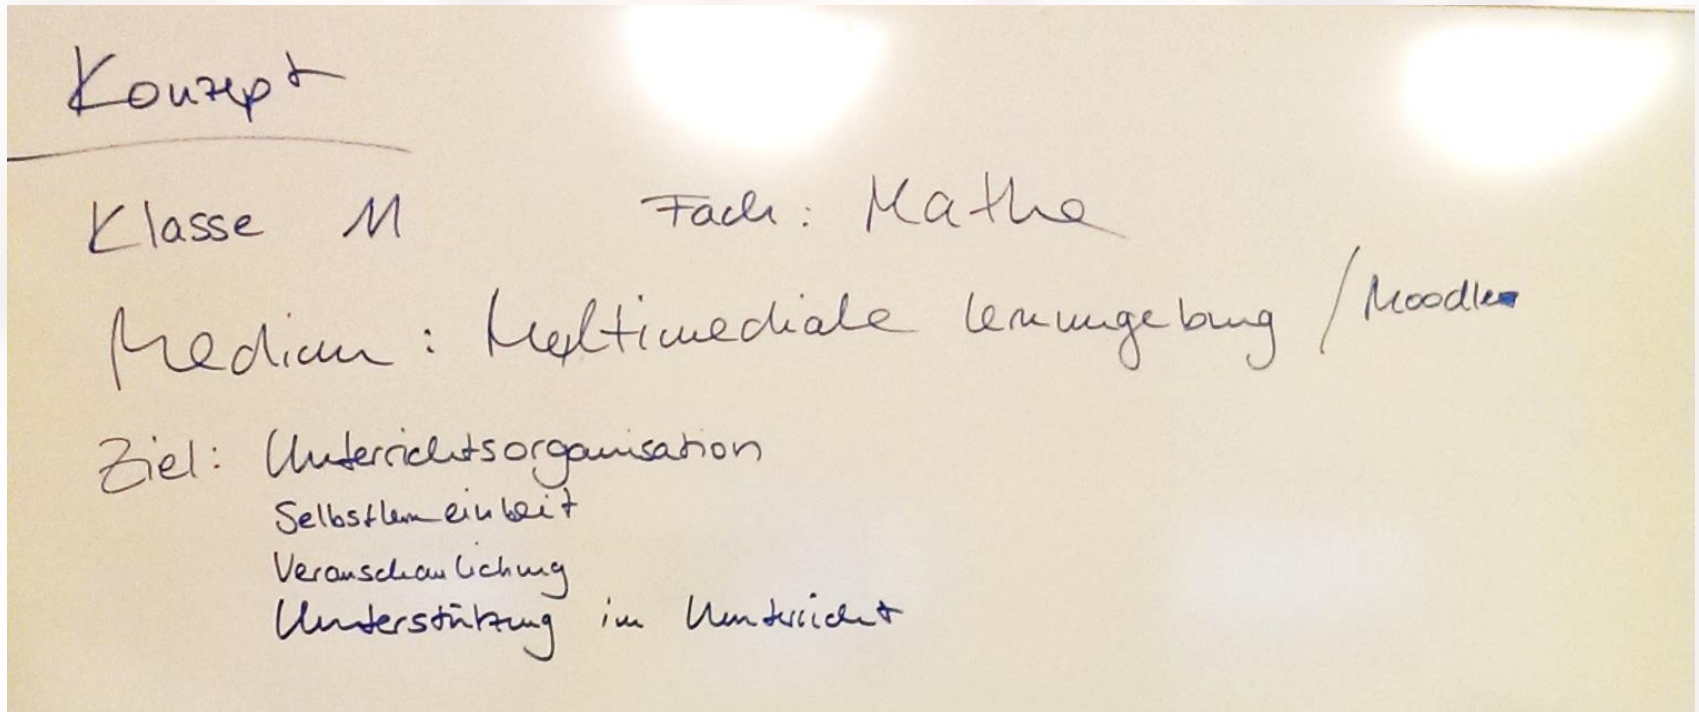 Konzept
Klasse 11 Fach: Mathe
Medium: Multimediale Lernumgebung / Moodle
Ziel: Unterrichtsorganisation
Selbstlerneinheit
Veranschaulichung
Unterstützung im Unterricht